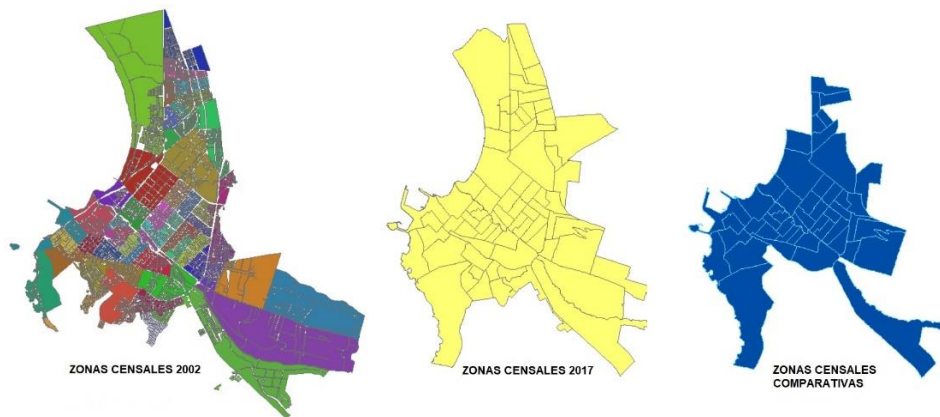 ZONAS CENSALES 2002
ZONAS CENSALES 2017
ZONAS CENSALES
COMPARATIVAS